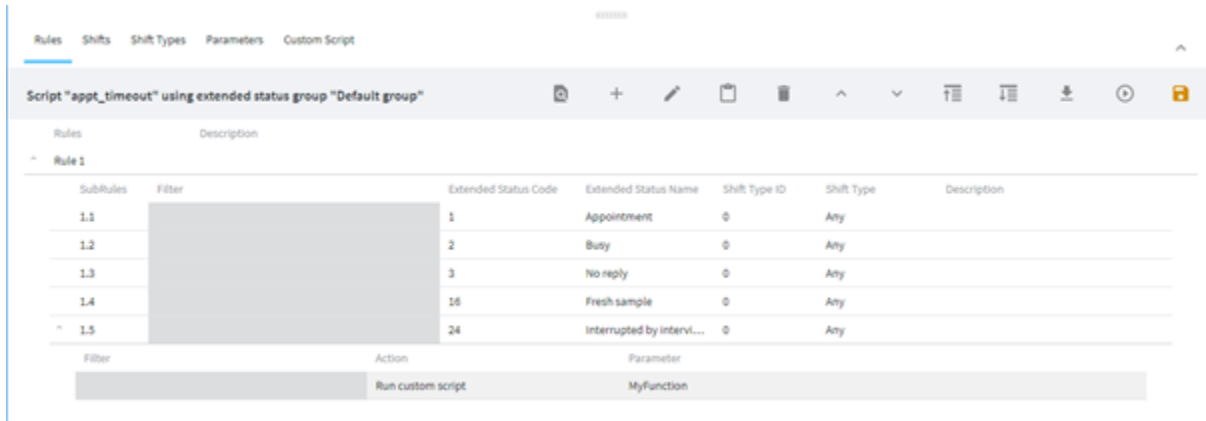 Rules Shifts Shift Types Parameters Custom Script
Script "appt_timeout" using extended status group "Default group"
Rules Description
Rule 1
SubRules Filter Extended Status Code Extended Status Name Shift Type ID Shift Type Description
1.1 1 Appointment 0 Any
1.2 2 Busy 0 Any
1.3 3 No reply 0 Any
1.4 16 Fresh sample 0 Any
1.5 24 Interrupted by intervi... 0 Any
Filter Action Parameter
Run custom script MyFunction